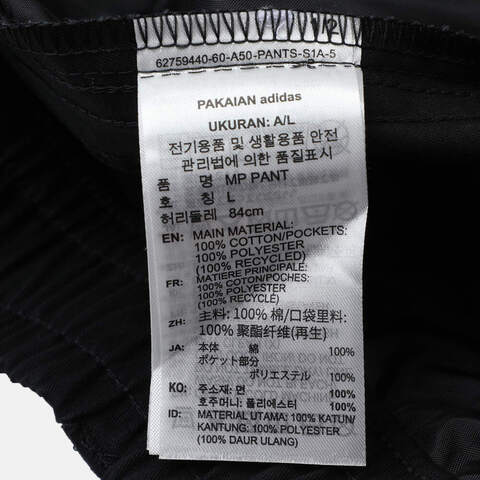 1/2
62759440-60-A50-PANTS-S1A-5
PAKAIAN adidas
UKURAN: A/L
전기용품 및 생활용품 안전
관리법에 의한 품질표시
품 명 MP PANT
호 칭 L
허리둘레 84cm
EN: MAIN MATERIAL:
100% COTTON/POCKETS:
100% POLYESTER
(100% RECYCLED)
FR: MATIERE PRINCIPALE:
100% COTON/POCHES:
100% POLYESTER
(100% RECYCLÉ)
ZH: 主料: 100% 棉/口袋里料:
100% 聚酯纤维(再生)
JA: 本体 綿 100%
ポケット部分
ポリエステル 100%
KO: 주소재: 면 100%
호주머니: 폴리에스터 100%
ID: MATERIAL UTAMA: 100% KATUN/
KANTUNG: 100% POLYESTER
(100% DAUR ULANG)